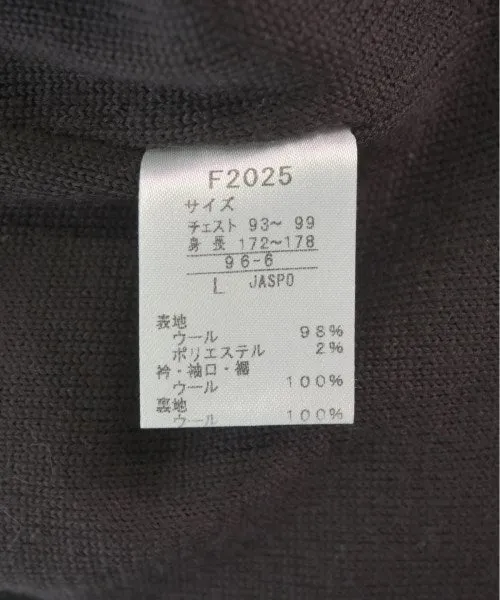 F2025
サイズ
チェスト 93～ 99
身 長 172～178
96-6
L JASPO
表地
ウール 98%
ポリエステル 2%
衿・袖口・裾
ウール 100%
裏地
ウール 100%